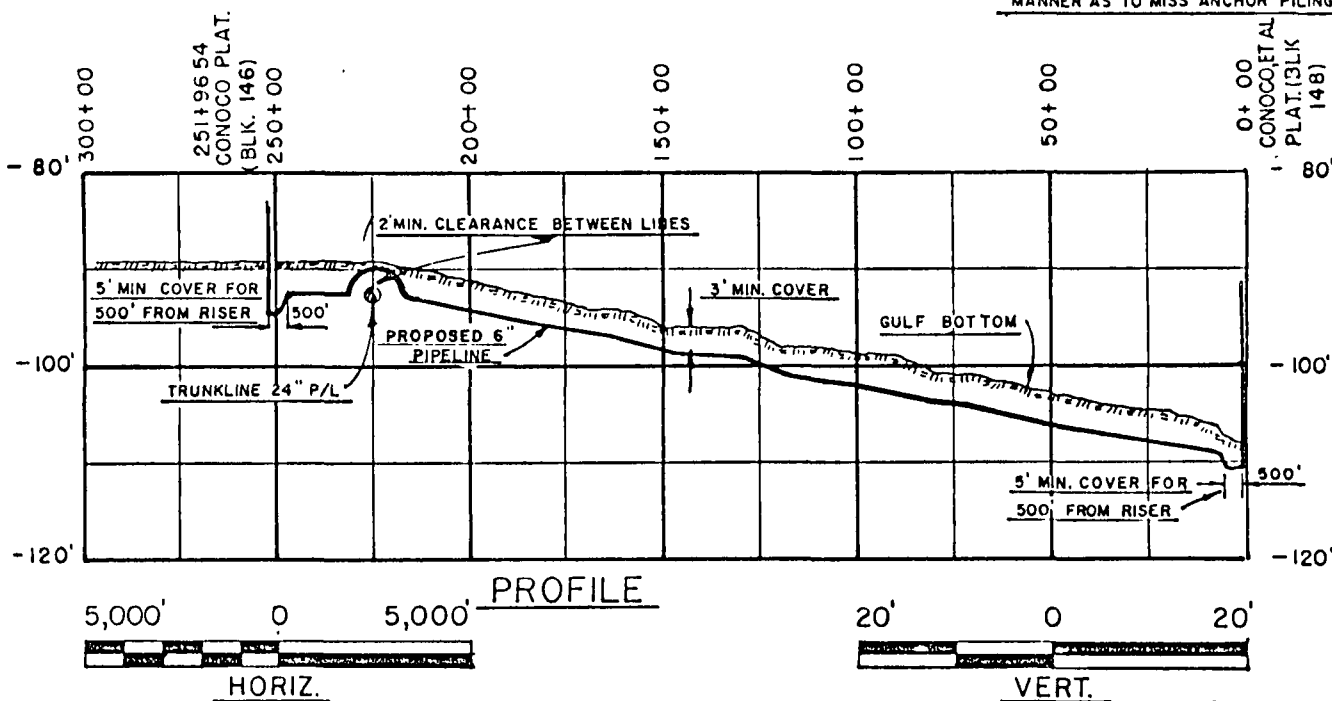 MANNER AS TO MISS ANCHOR PILING
300+00
251+96.54
CONOCO PLAT.
(BLK. 146)
250+00
200+00
150+00
100+00
50+00
0+00
CONOCO, ET AL
PLAT. (BLK
148)
- 80'
- 80'
2' MIN. CLEARANCE BETWEEN LINES
5' MIN COVER FOR
500' FROM RISER
500'
3' MIN. COVER
GULF BOTTOM
PROPOSED 6"
PIPELINE
-100'
-100'
TRUNKLINE 24" P/L
5' MIN. COVER FOR
500' FROM RISER
500'
-120'
-120'
PROFILE
5,000' 0 5,000'
HORIZ.
20' 0 20'
VERT.